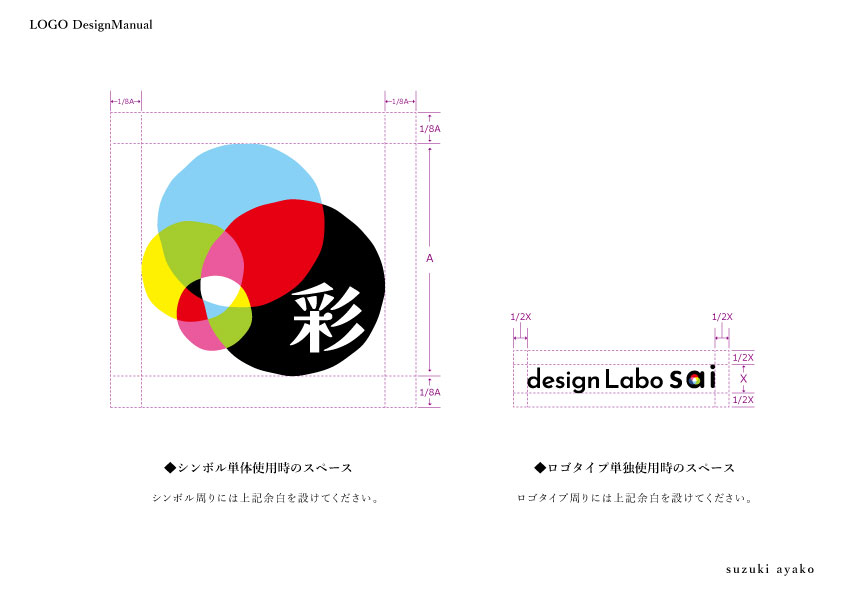 LOGO DesignManual
1/8A
1/8A
1/8A
A
1/8A
彩
1/2X
1/2X
1/2X
X
1/2X
design Labo sai
◆シンボル単体使用時のスペース
シンボル周りには上記余白を設けてください。
◆ロゴタイプ単独使用時のスペース
ロゴタイプ周りには上記余白を設けてください。
suzuki ayako